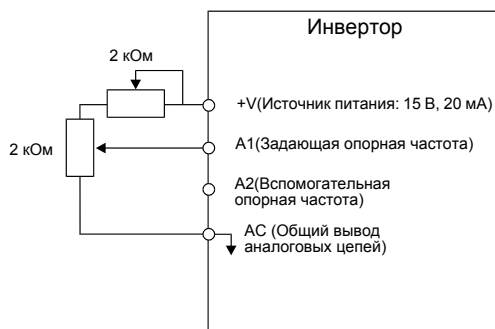 Инвертор
2 кОм
+V(Источник питания: 15 В, 20 мА)
2 кОм
A1(Задающая опорная частота)
A2(Вспомогательная
опорная частота)
AC (Общий вывод
аналоговых цепей)